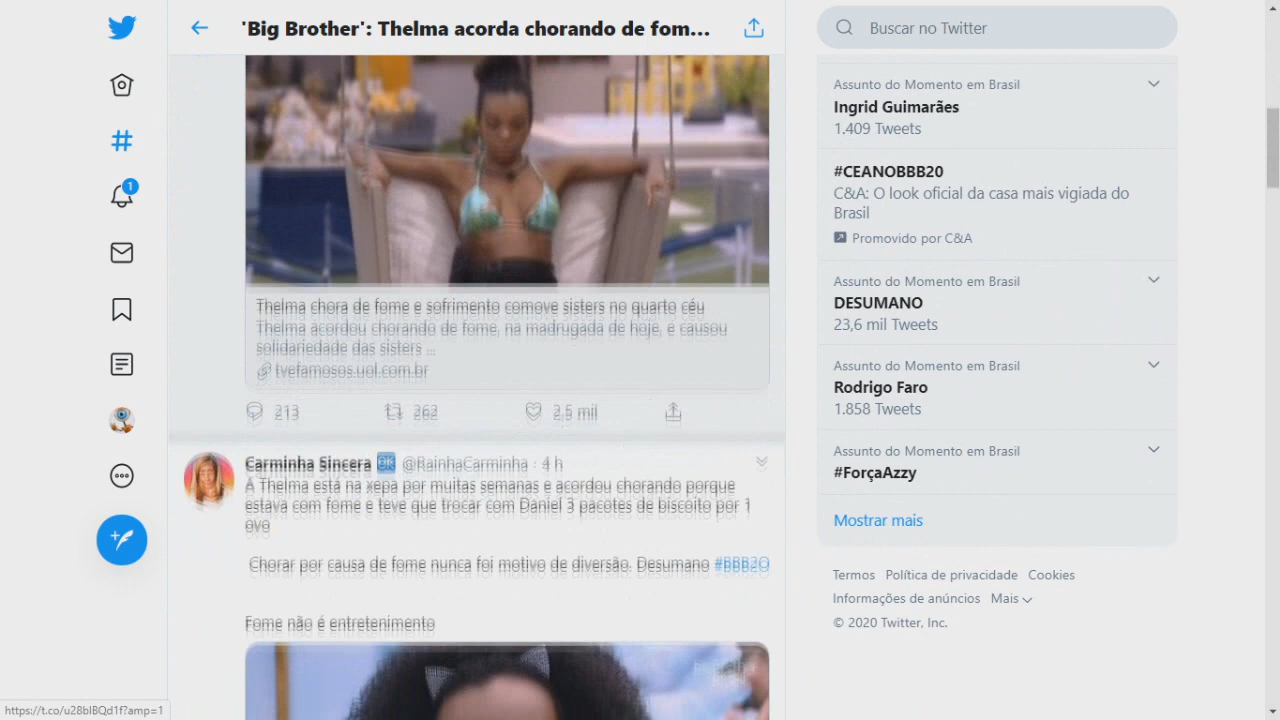 'Big Brother': Thelma acorda chorando de fom...
Thelma chora de fome e sofrimento comove sisters no quarto céu
Thelma acordou chorando de fome, na madrugada de hoje, e causou
solidariedade das sisters ...
tvefamosos.uol.com.br
213 262 2,5 mil
Carminha Sincera OK @RainhaCarminha · 4 h
A Thelma está na xepa por muitas semanas e acordou chorando porque
estava com fome e teve que trocar com Daniel 3 pacotes de biscoito por 1
ovo
Chorar por causa de fome nunca foi motivo de diversão. Desumano #BBB2O
Fome não é entretenimento
Buscar no Twitter
Assunto do Momento em Brasil
Ingrid Guimarães
1.409 Tweets
#CEANOBBB20
C&A: O look oficial da casa mais vigiada do
Brasil
Promovido por C&A
Assunto do Momento em Brasil
DESUMANO
23,6 mil Tweets
Assunto do Momento em Brasil
Rodrigo Faro
1.858 Tweets
Assunto do Momento em Brasil
#ForçaAzzy
Mostrar mais
Termos Política de privacidade Cookies
Informações de anúncios Mais
© 2020 Twitter, Inc.
1
https://t.co/u28blBQd1f?amp=1